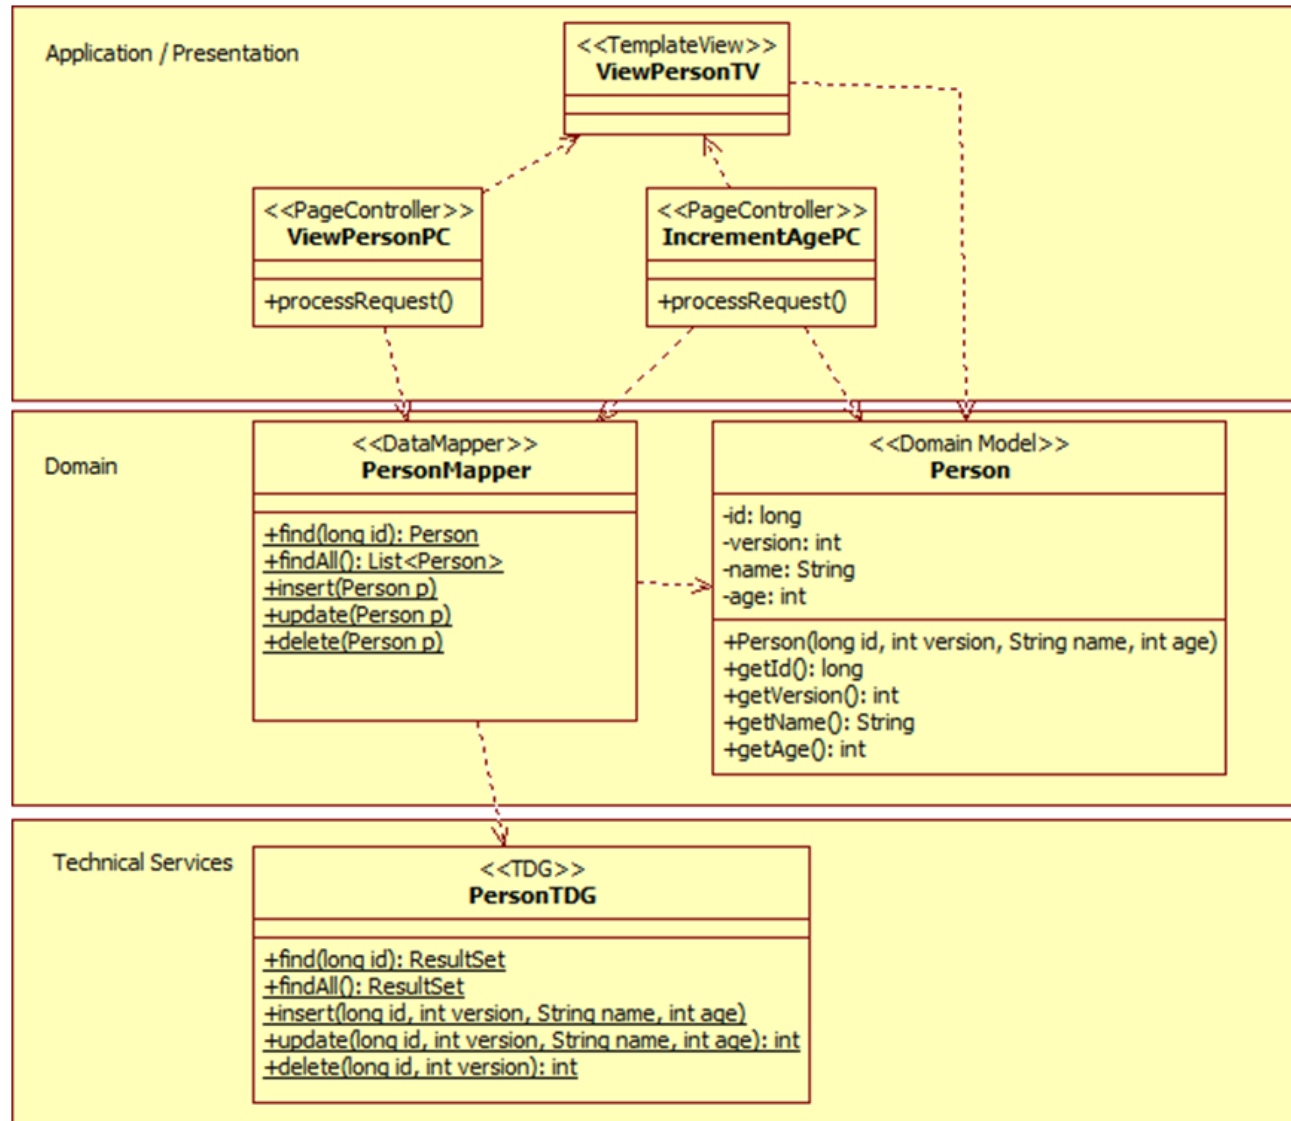 Application / Presentation
<<TemplateView>>
ViewPersonTV
<<PageController>>
ViewPersonPC
+processRequest()
<<PageController>>
IncrementAgePC
+processRequest()
Domain
<<DataMapper>>
PersonMapper
+find(long id): Person
+findAll(): List<Person>
+insert(Person p)
+update(Person p)
+delete(Person p)
<<Domain Model>>
Person
-id: long
-version: int
-name: String
-age: int
+Person(long id, int version, String name, int age)
+getId(): long
+getVersion(): int
+getName(): String
+getAge(): int
Technical Services
<<TDG>>
PersonTDG
+find(long id): ResultSet
+findAll(): ResultSet
+insert(long id, int version, String name, int age)
+update(long id, int version, String name, int age): int
+delete(long id, int version): int